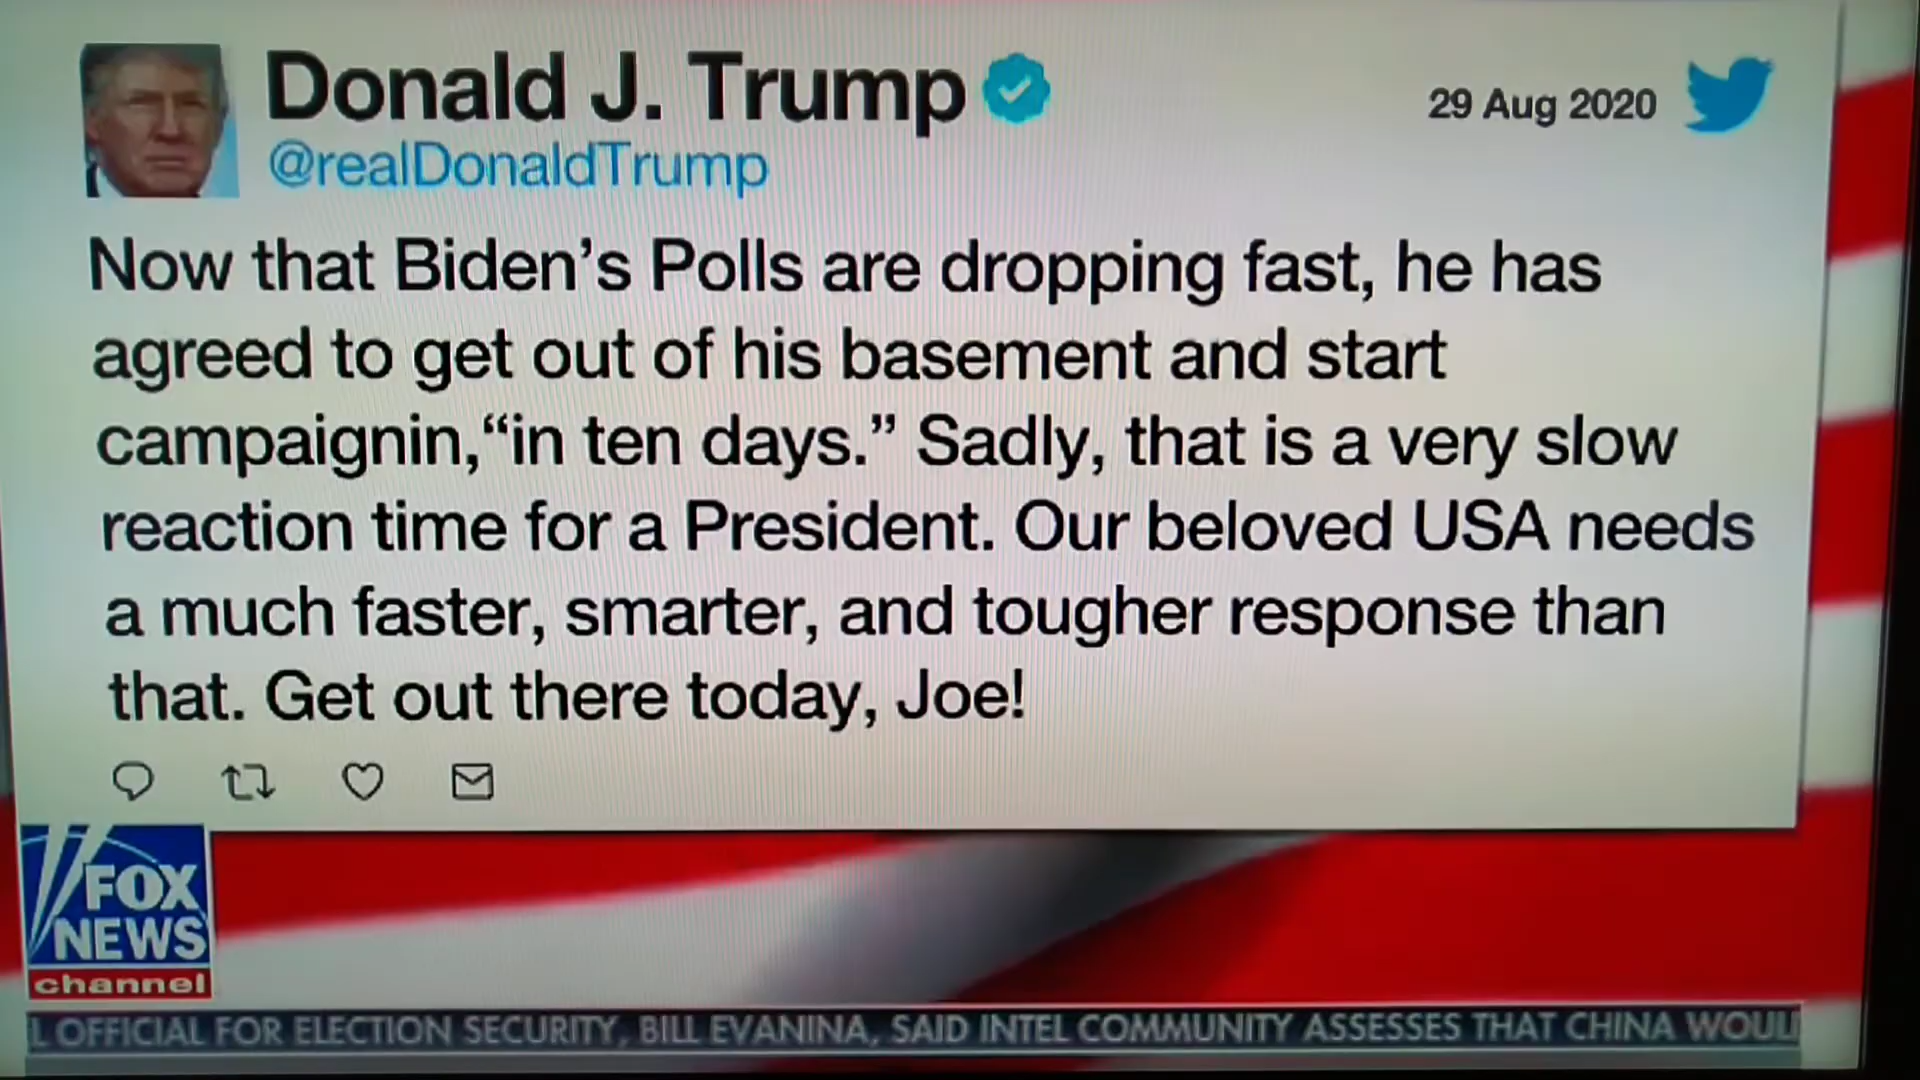 Donald J. Trump
29 Aug 2020
@realDonaldTrump
Now that Biden’s Polls are dropping fast, he has
agreed to get out of his basement and start
campaignin,“in ten days.” Sadly, that is a very slow
reaction time for a President. Our beloved USA needs
a much faster, smarter, and tougher response than
that. Get out there today, Joe!
FOX
NEWS
channel
L OFFICIAL FOR ELECTION SECURITY, BILL EVANINA, SAID INTEL COMMUNITY ASSESSES THAT CHINA WOUL